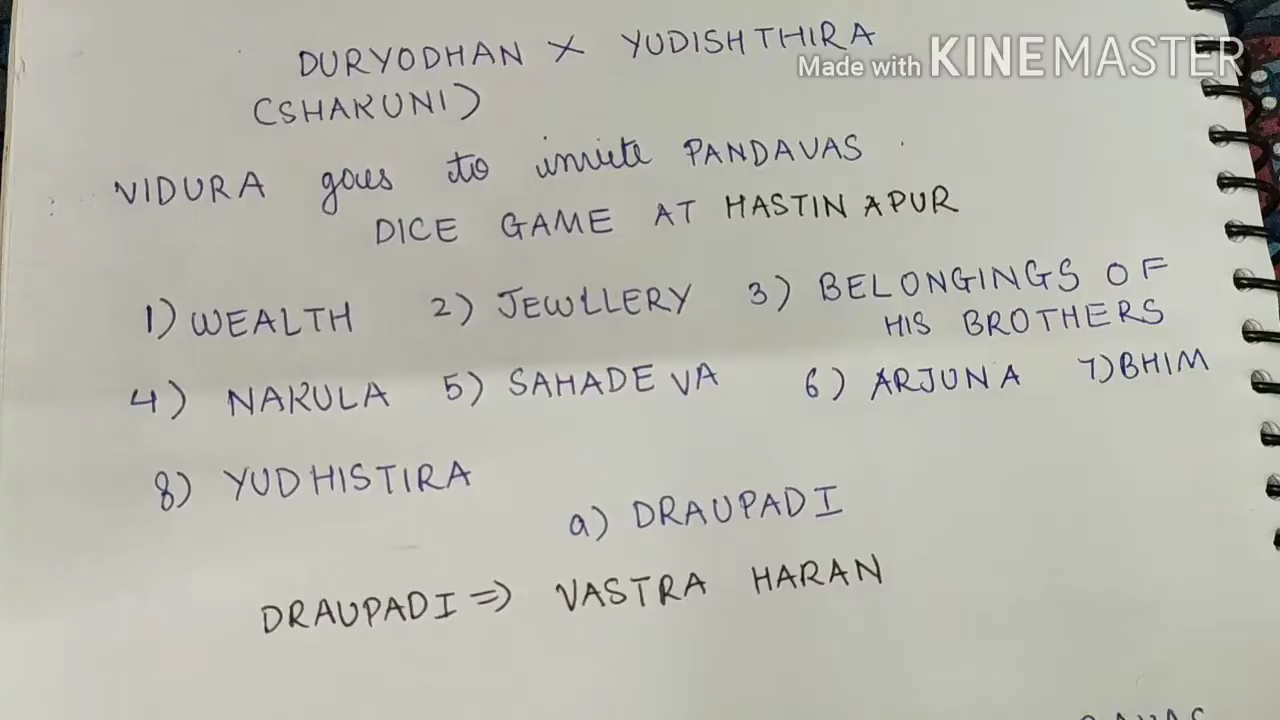 DURYODHAN X YUDISHTHIRA
Made with KINEMASTER
(SHAKUNI)
VIDURA goes to invite PANDAVAS
DICE GAME AT HASTINAPUR
1) WEALTH 2) JEWLLERY 3) BELONGINGS OF
HIS BROTHERS
4) NAKULA 5) SAHADEVA 6) ARJUNA 7) BHIM
8) YUDHISTIRA
a) DRAUPADI
DRAUPADI => VASTRA HARAN